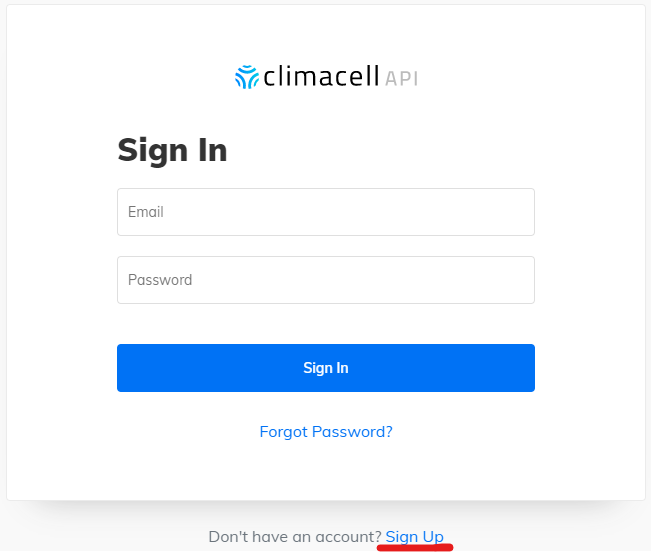 climacell API
Sign In
Email
Password
Sign In
Forgot Password?
Don't have an account? Sign Up